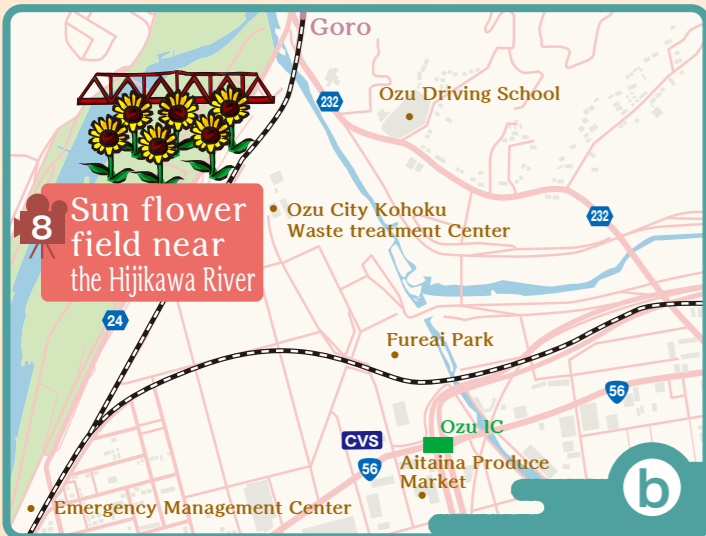 Goro
232
Ozu Driving School
8
Sun flower
field near
the Hijikawa River
Ozu City Kohoku
Waste treatment Center
232
24
Fureai Park
56
Ozu IC
CVS
56
Aitaina Produce
Market
b
Emergency Management Center